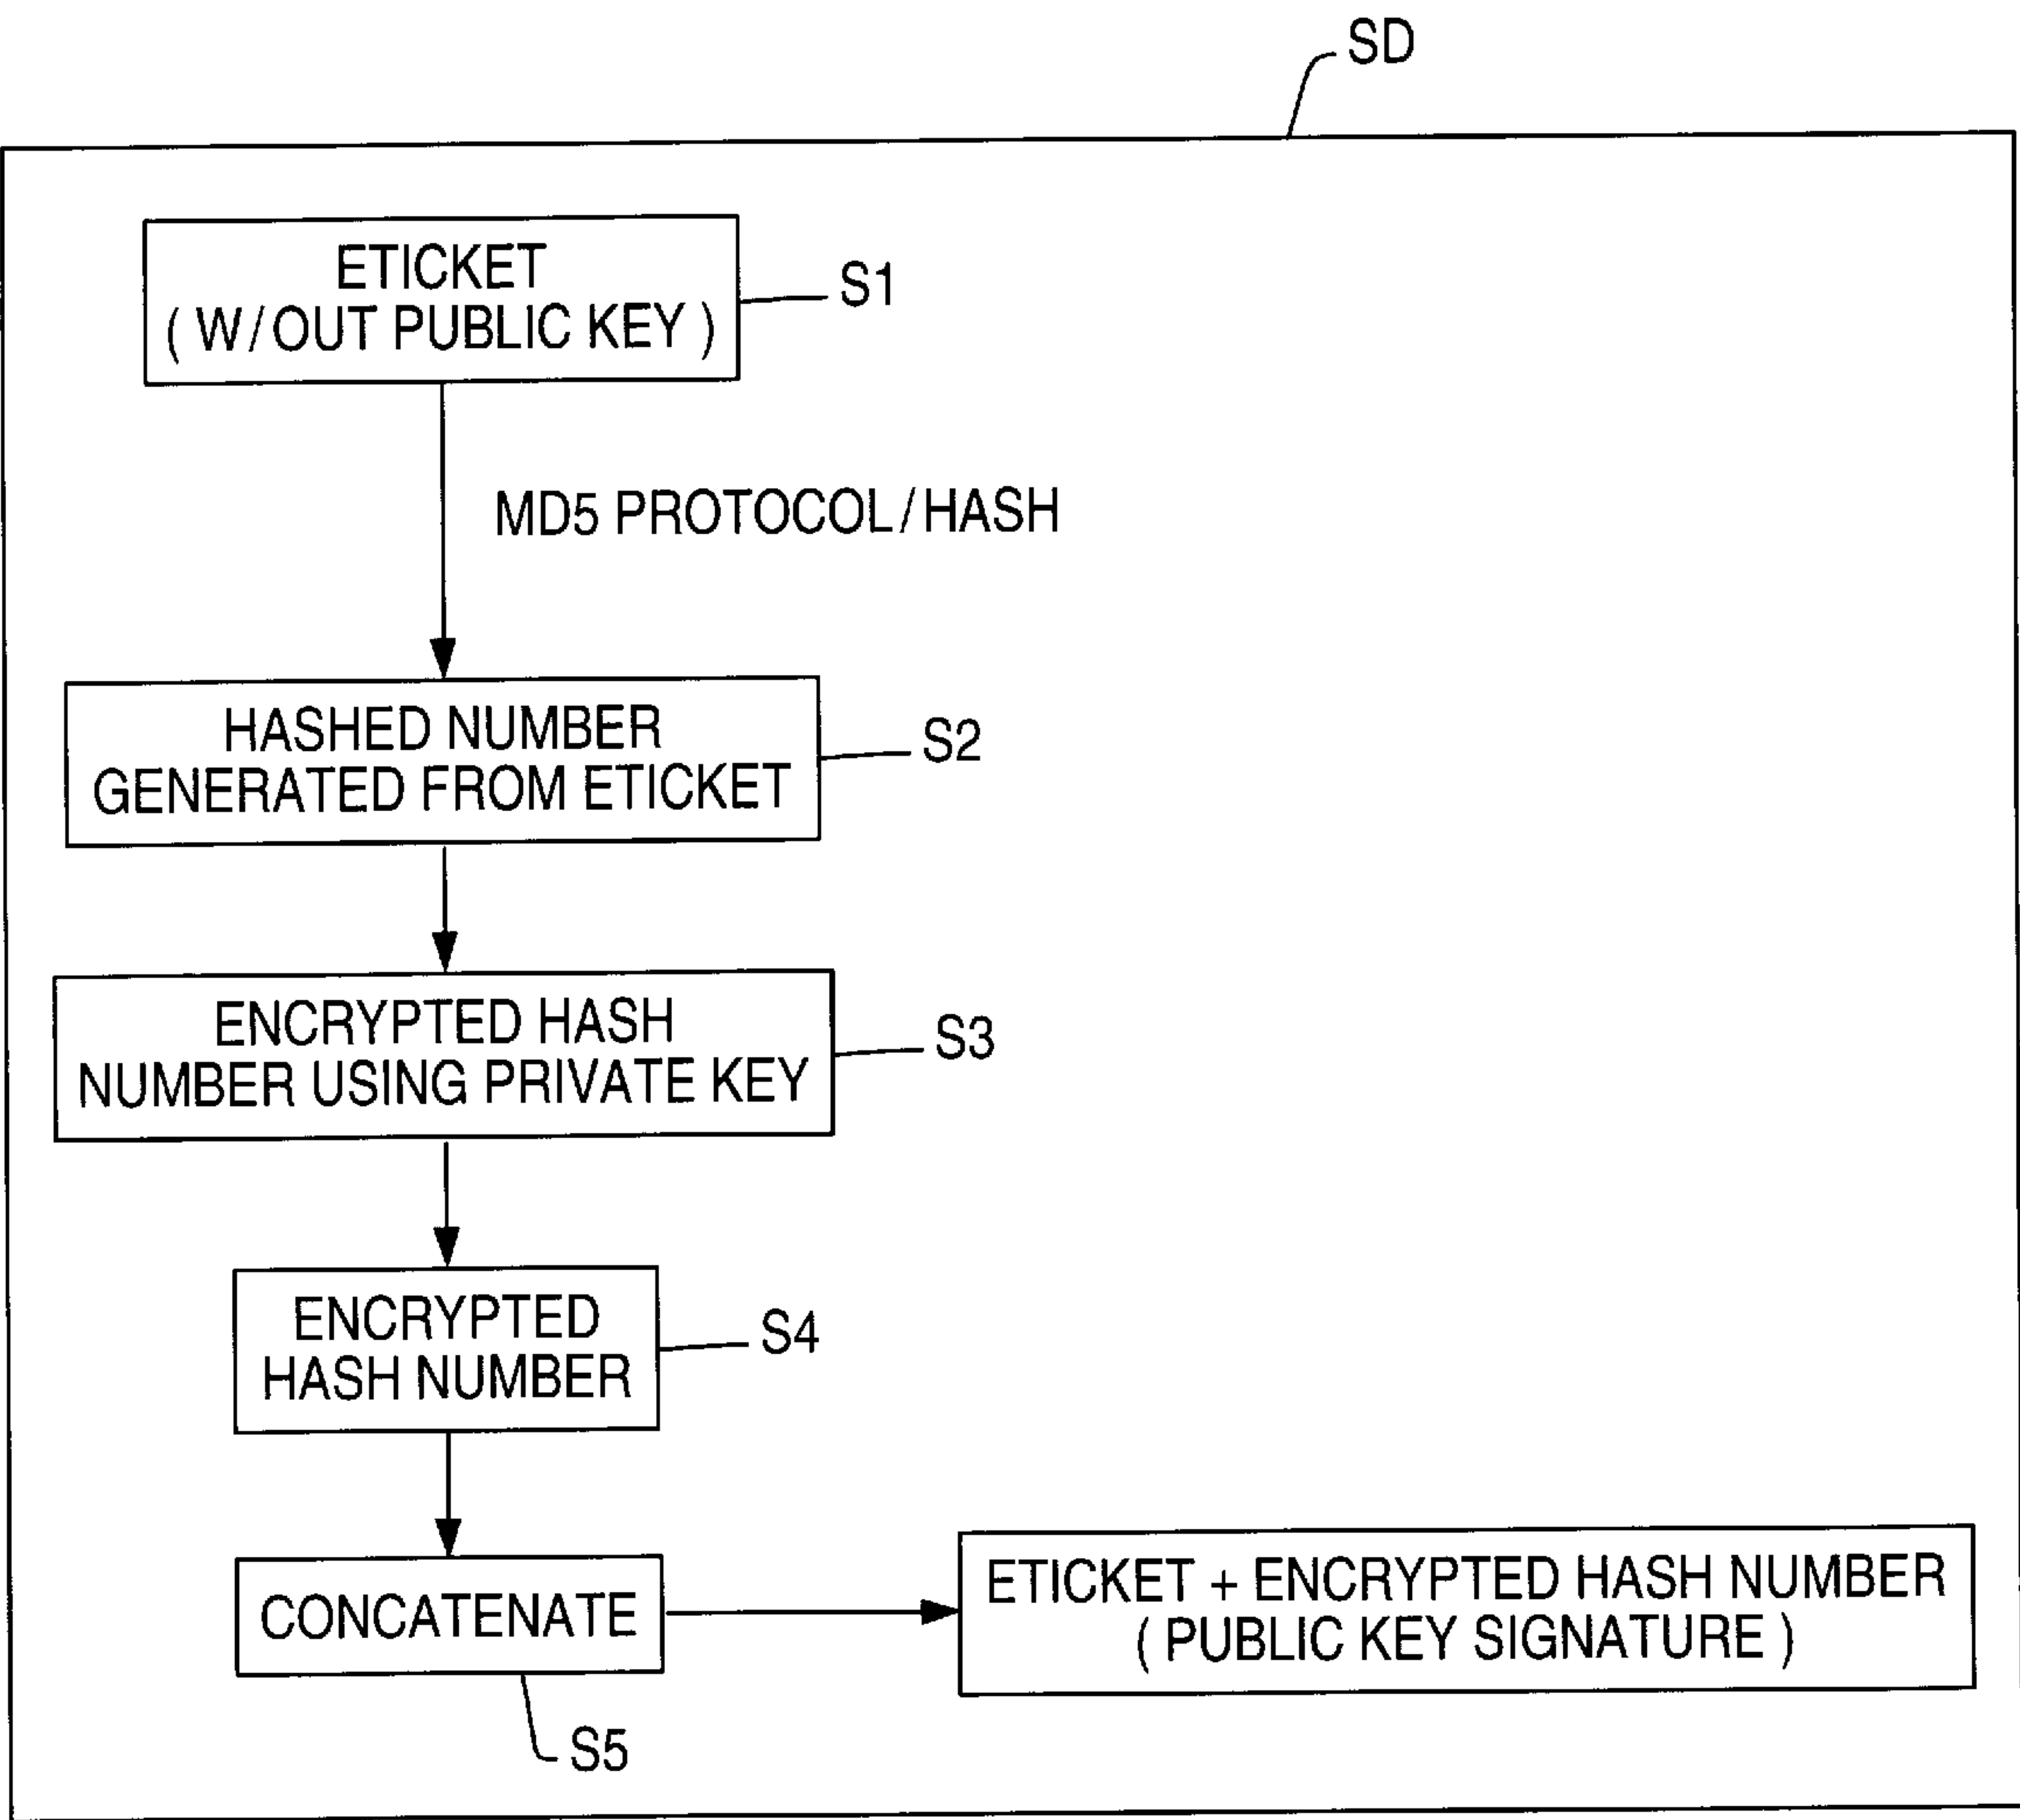 SD
ETICKET
( W/OUT PUBLIC KEY )
S1
MD5 PROTOCOL/HASH
HASHED NUMBER
GENERATED FROM ETICKET
S2
ENCRYPTED HASH
NUMBER USING PRIVATE KEY
S3
ENCRYPTED
HASH NUMBER
S4
CONCATENATE
ETICKET + ENCRYPTED HASH NUMBER
( PUBLIC KEY SIGNATURE )
S5